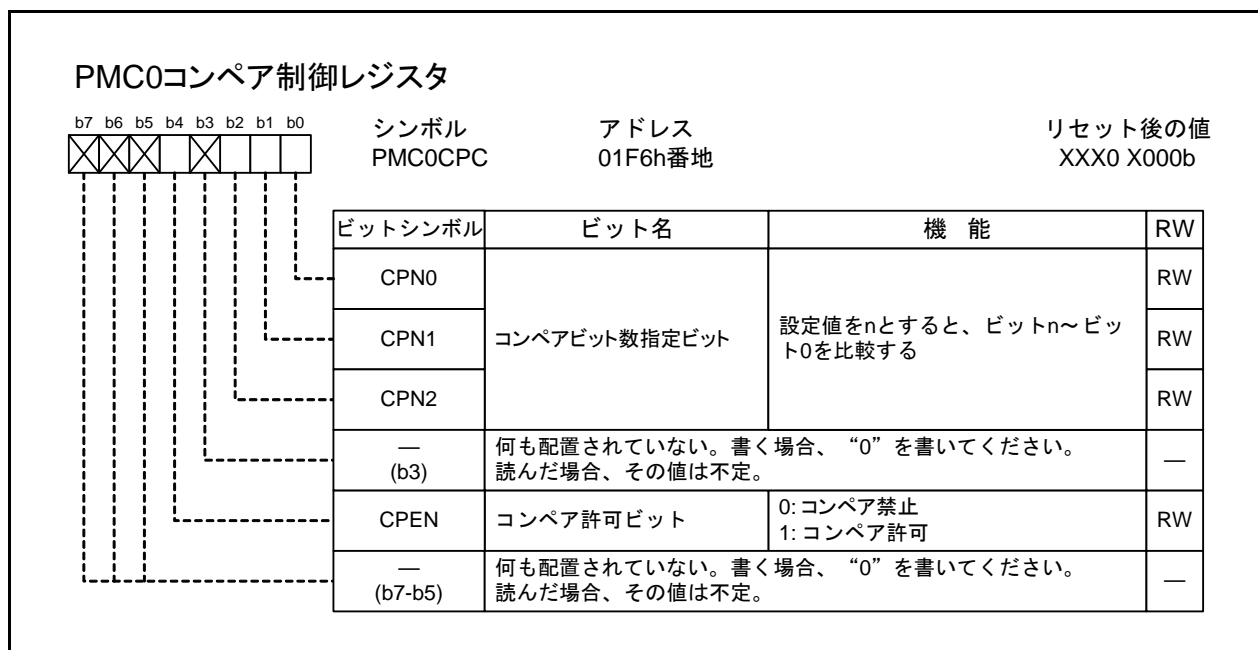 PMC0コンペア制御レジスタ
b7 b6 b5 b4 b3 b2 b1 b0
シンボル アドレス リセット後の値
PMC0CPC 01F6h番地 XXX0 X000b
ビットシンボル ビット名 機 能 RW
CPN0 RW
CPN1 コンペアビット数指定ビット 設定値をnとすると、ビットn～ビッ
ト0を比較する RW
CPN2 RW
—
(b3) 何も配置されていない。書く場合、“0”を書いてください。
読んだ場合、その値は不定。 —
CPEN コンペア許可ビット 0: コンペア禁止
1: コンペア許可 RW
—
(b7-b5) 何も配置されていない。書く場合、“0”を書いてください。
読んだ場合、その値は不定。 —